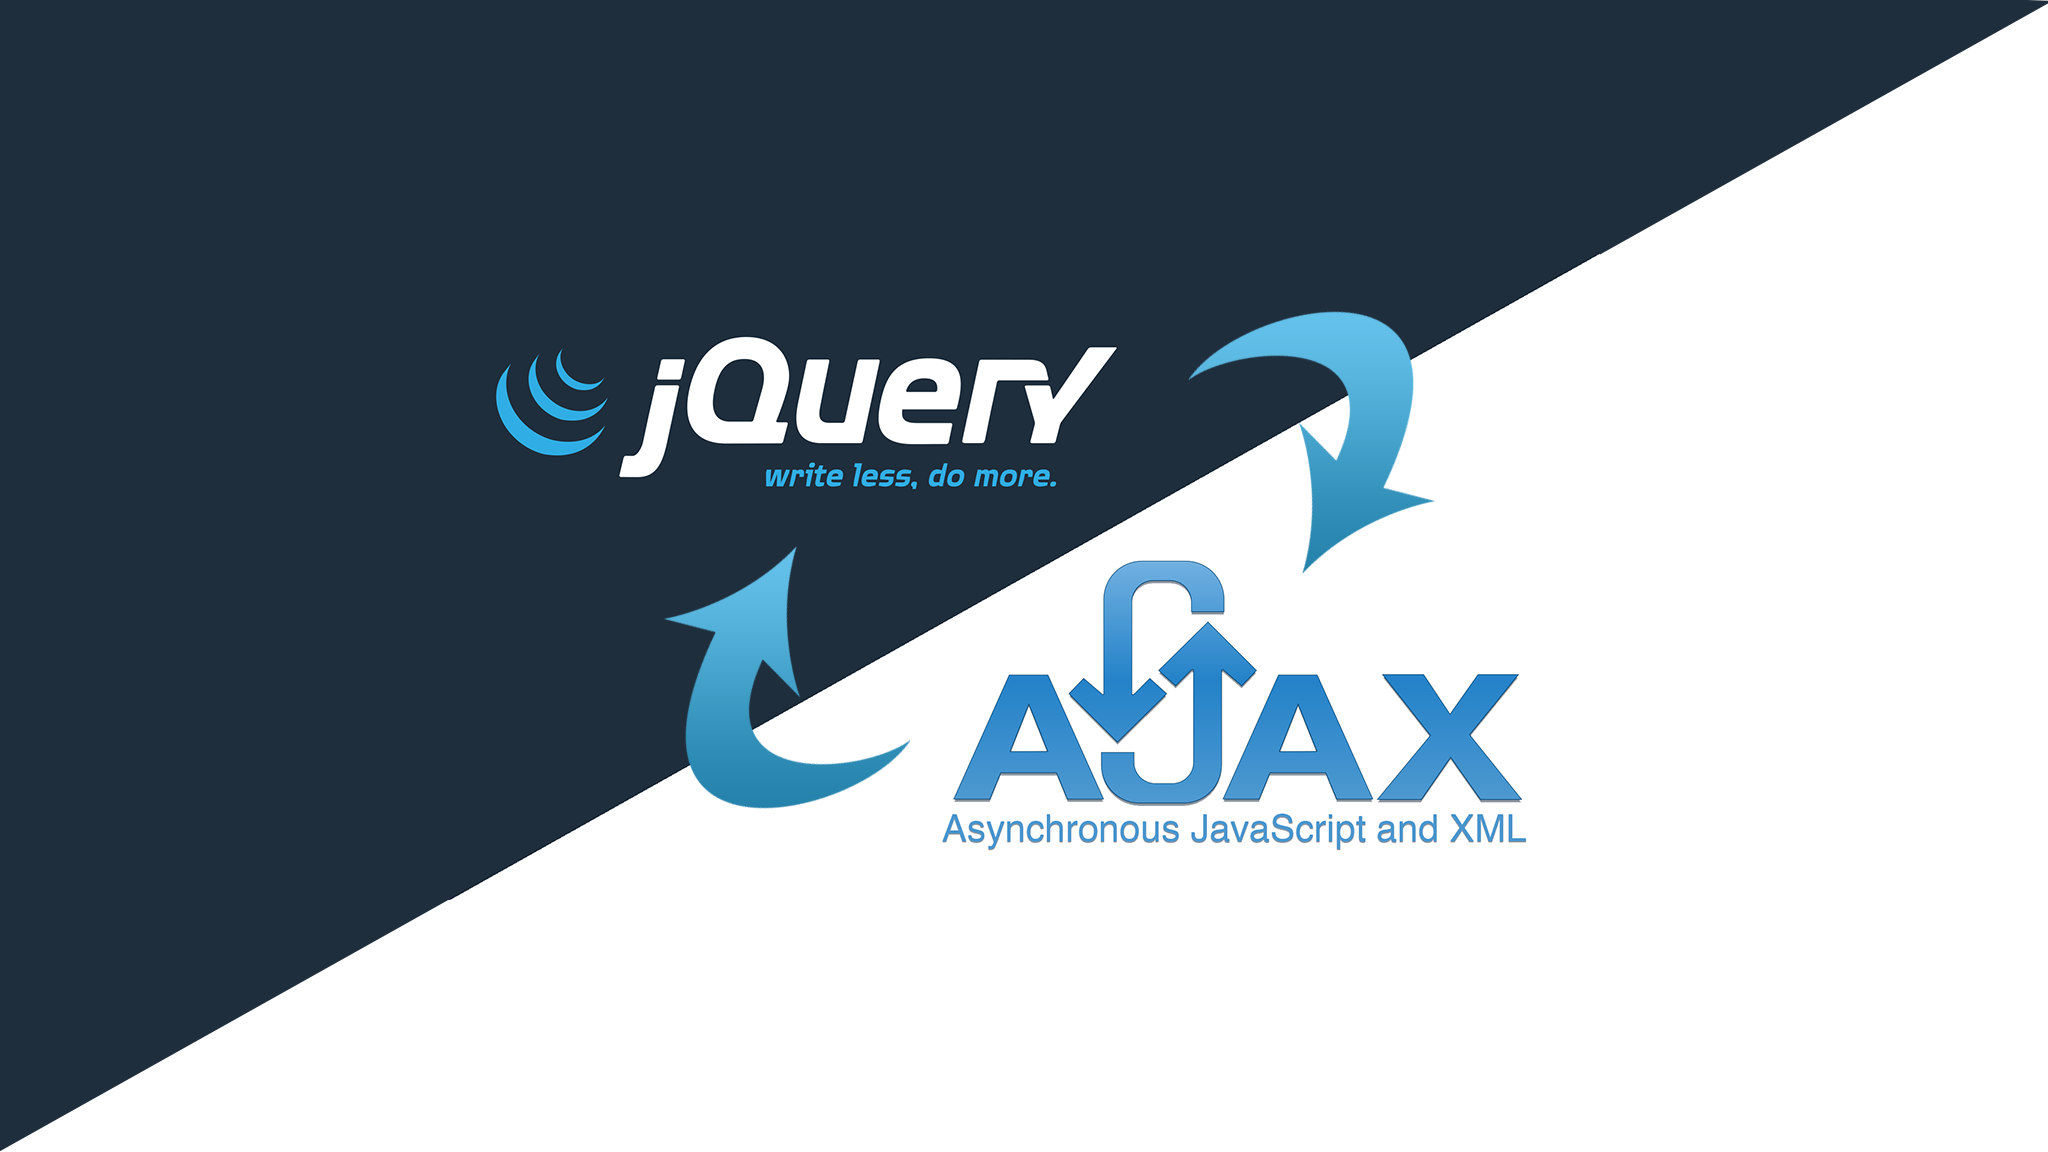 jQuery
write less, do more.
AJAX
Asynchronous JavaScript and XML